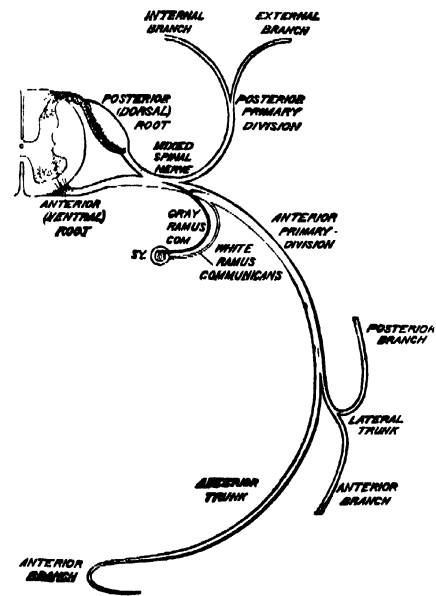 INTERNAL
BRANCH
EXTERNAL
BRANCH
POSTERIOR
(DORSAL)
ROOT
POSTERIOR
PRIMARY
DIVISION
MIXED
SPINAL
NERVE
ANTERIOR
(VENTRAL)
ROOT
GRAY
RAMUS
COM
ANTERIOR
PRIMARY-
DIVISION
SY.
WHITE
RAMUS
COMMUNICANS
POSTERIOR
BRANCH
LATERAL
TRUNK
ANTERIOR
TRUNK
ANTERIOR
BRANCH
ANTERIOR
BRANCH